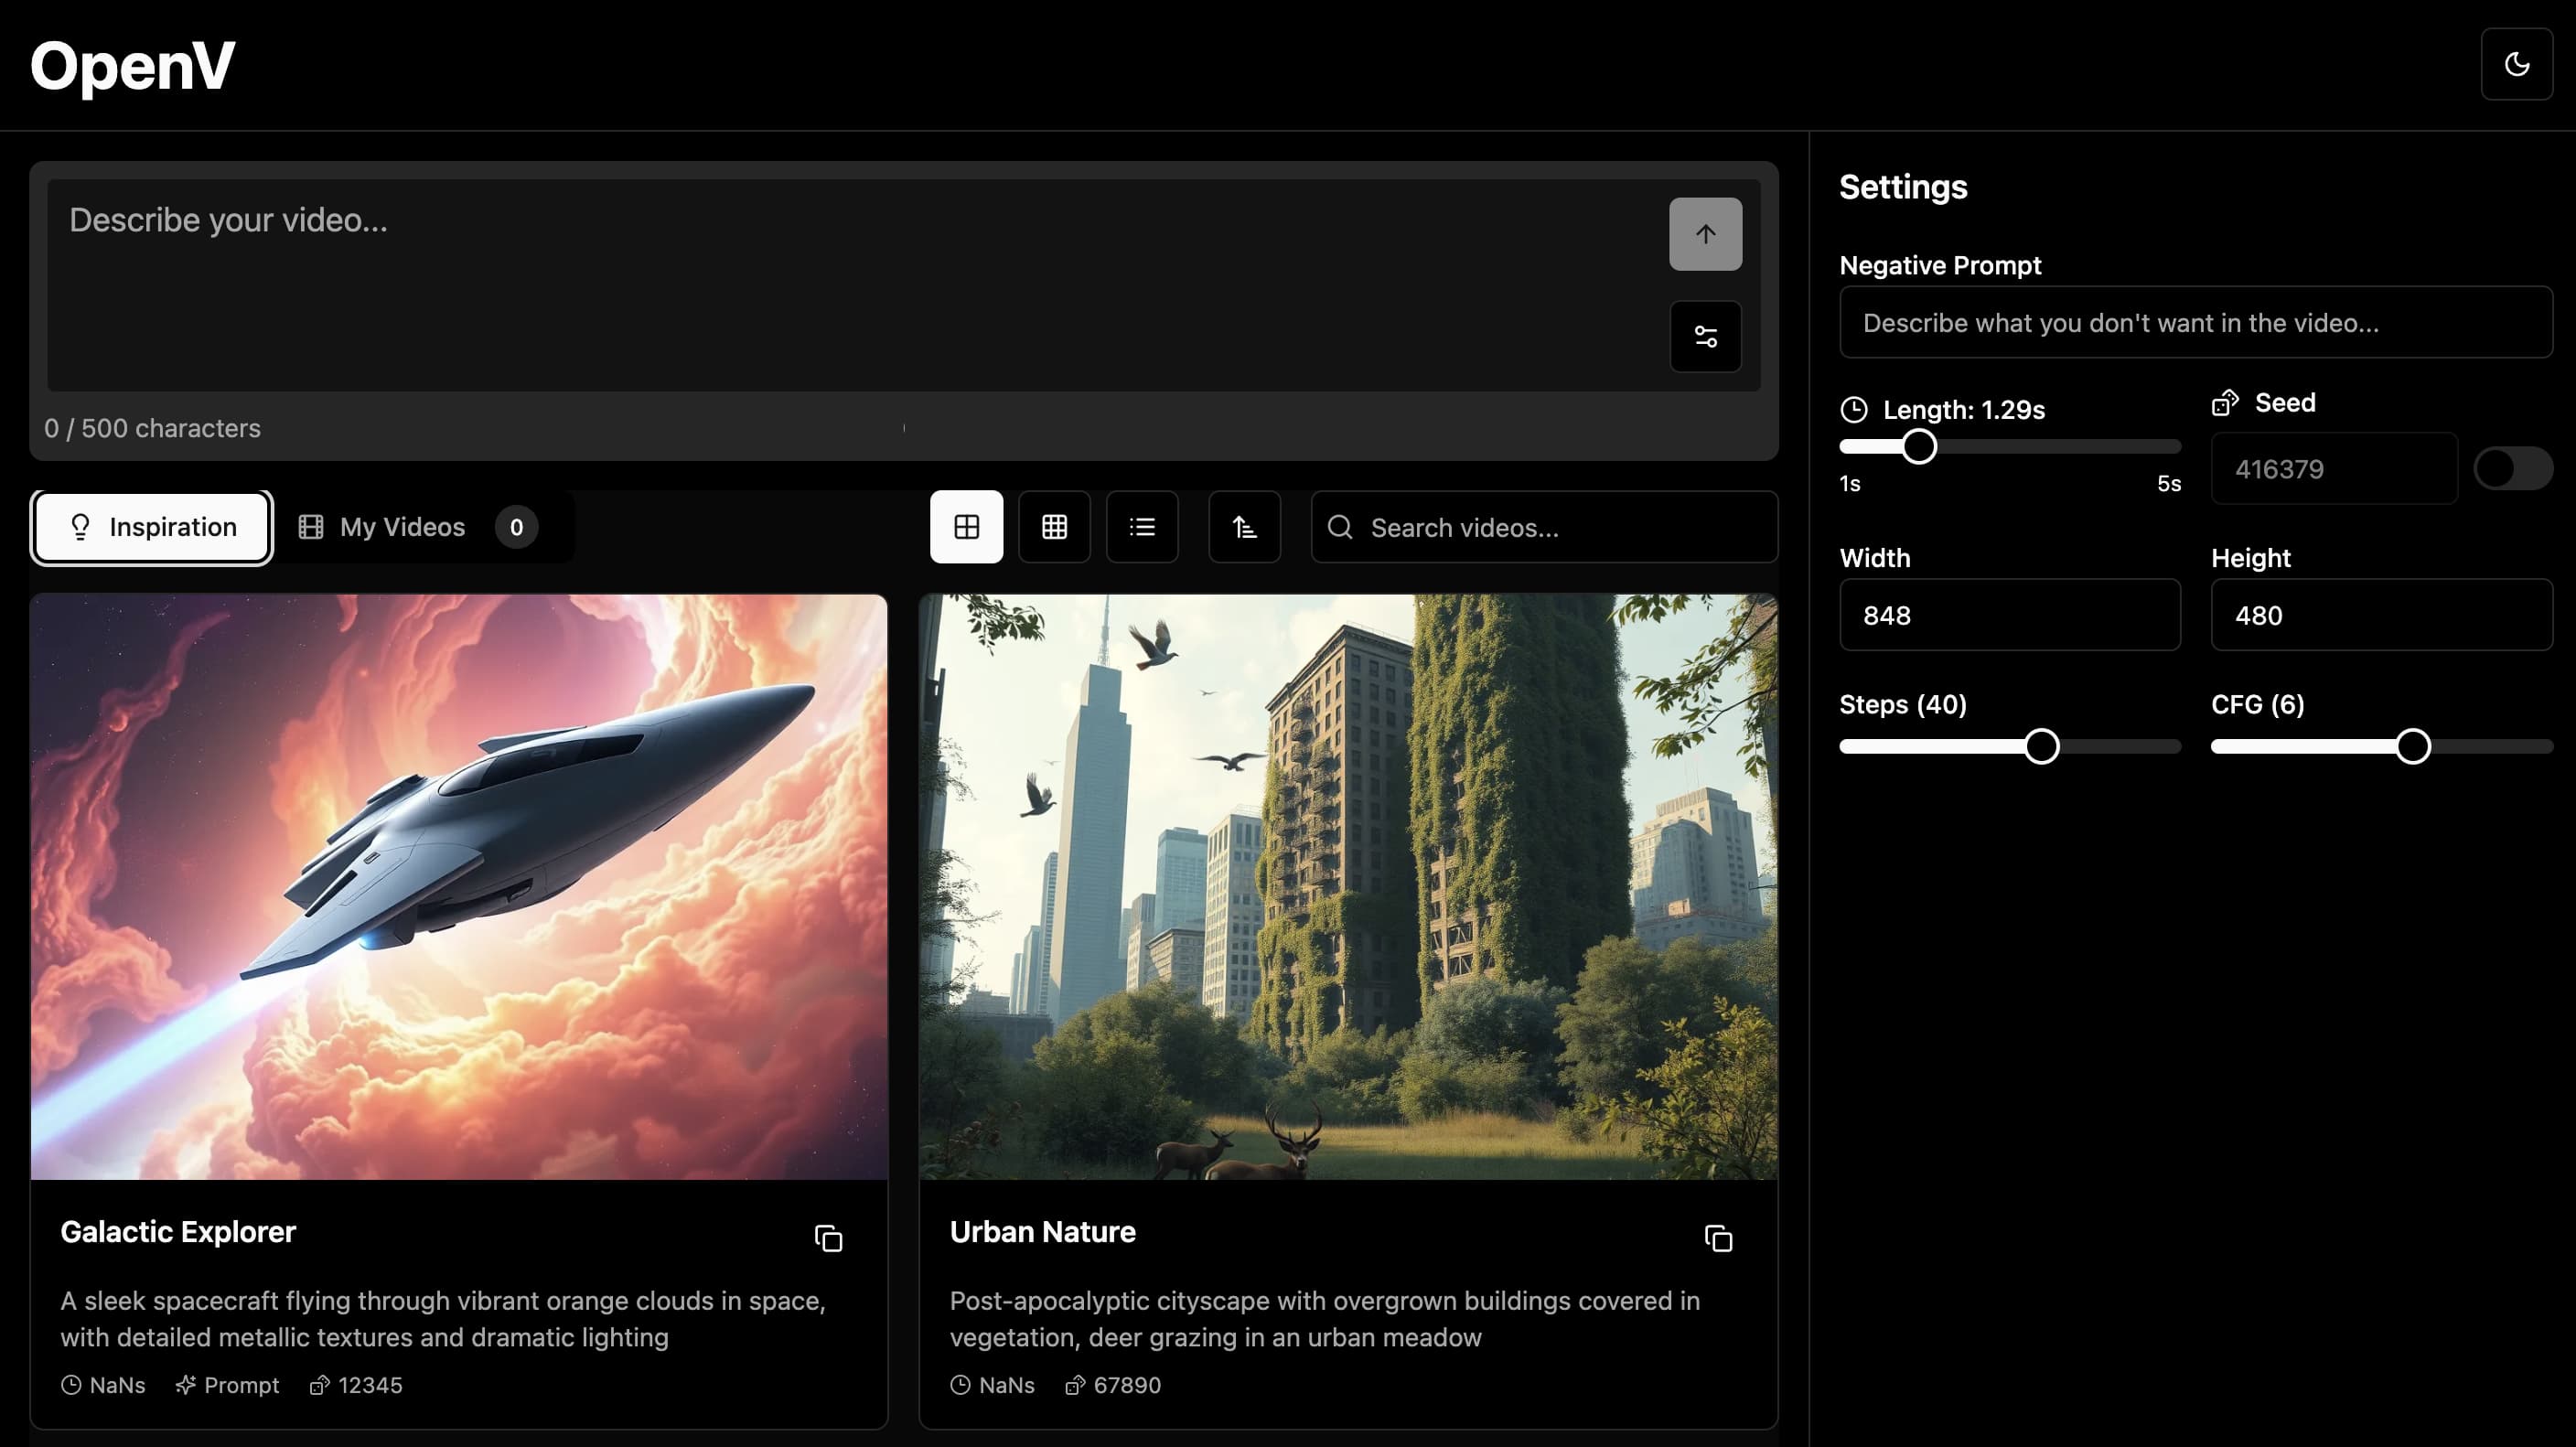 OpenV
Describe your video...
0 / 500 characters
Inspiration
My Videos 0
Search videos...
Galactic Explorer
A sleek spacecraft flying through vibrant orange clouds in space,
with detailed metallic textures and dramatic lighting
NaNs Prompt 12345
Urban Nature
Post-apocalyptic cityscape with overgrown buildings covered in
vegetation, deer grazing in an urban meadow
NaNs 67890
Settings
Negative Prompt
Describe what you don't want in the video...
Length: 1.29s
1s 5s
Seed
416379
Width
848
Height
480
Steps (40)
CFG (6)